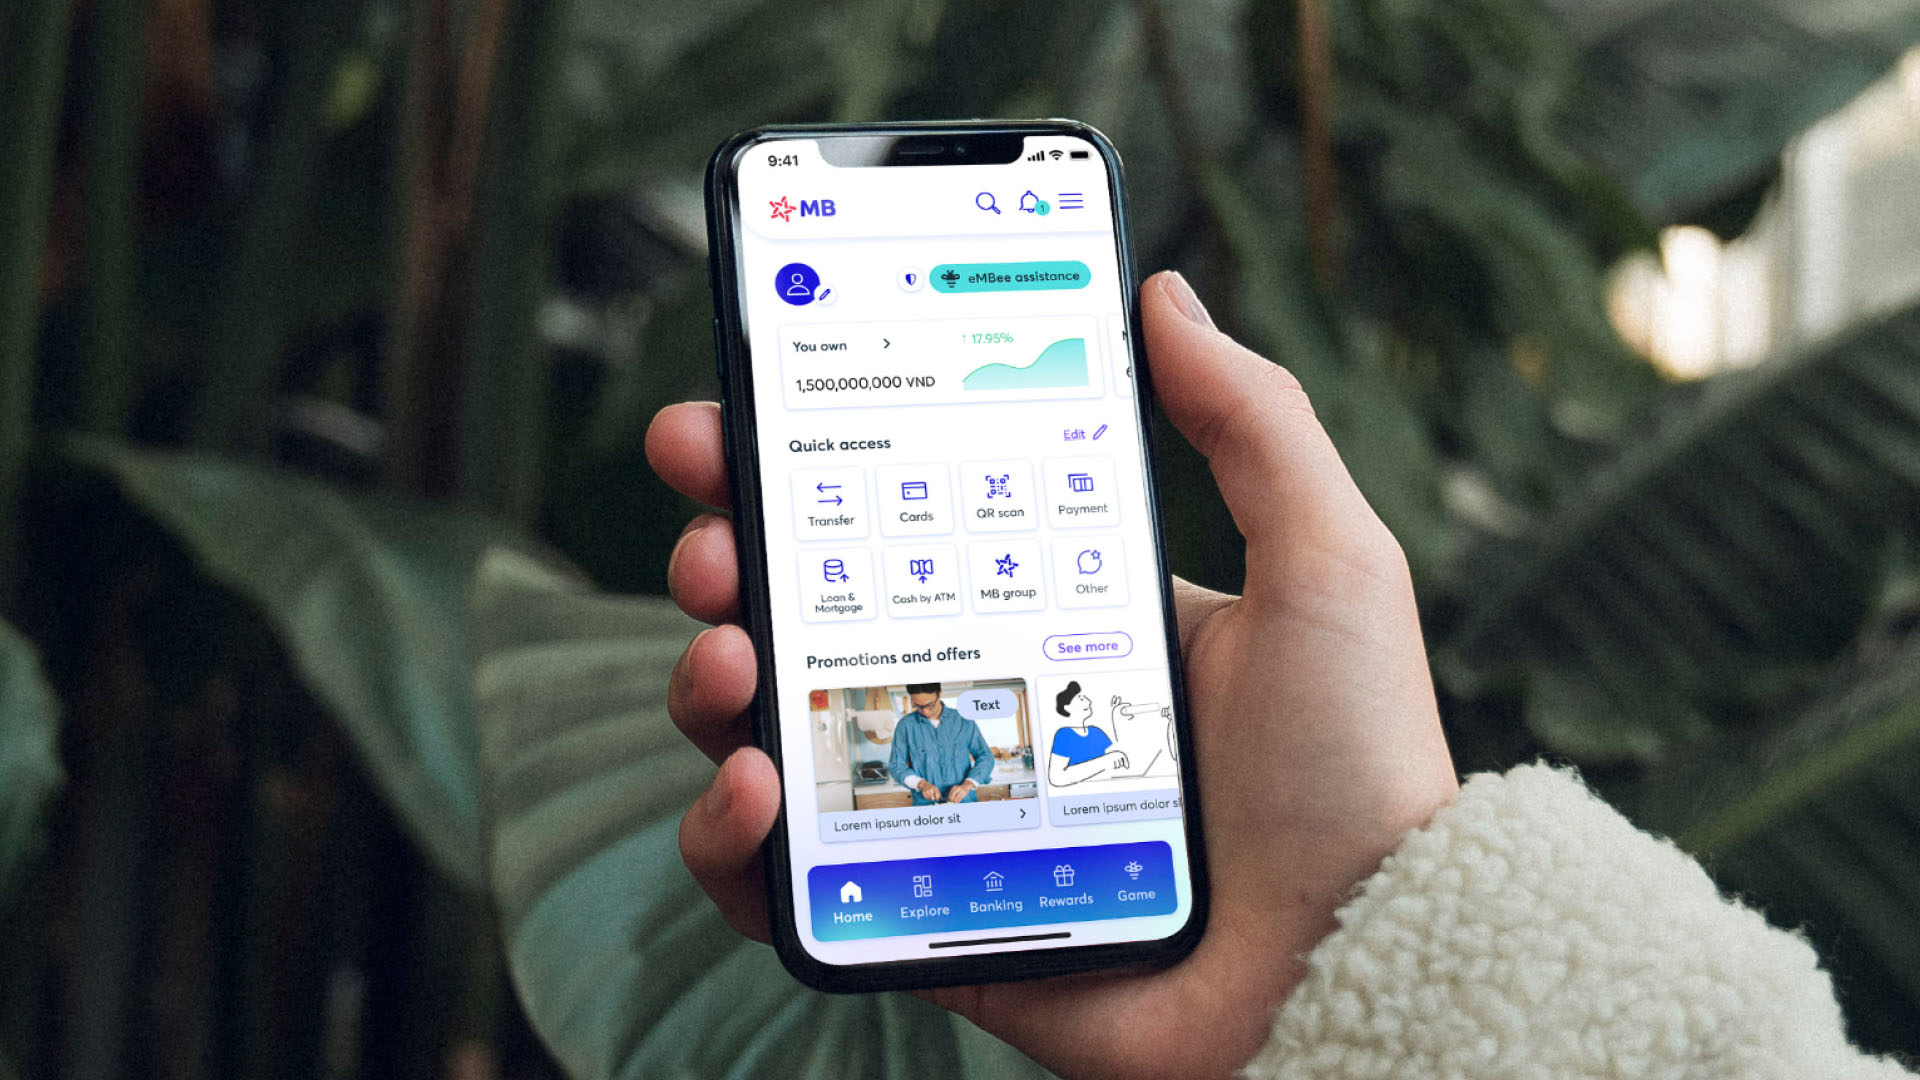 9:41
MB
1
eMBee assistance
You own
↑ 17.95%
1,500,000,000 VND
Quick access
Edit
Transfer
Cards
QR scan
Payment
Loan &
Mortgage
Cash by ATM
MB group
Other
Promotions and offers
See more
Text
Lorem ipsum dolor sit
Lorem ipsum dolor si
Home
Explore
Banking
Rewards
Game